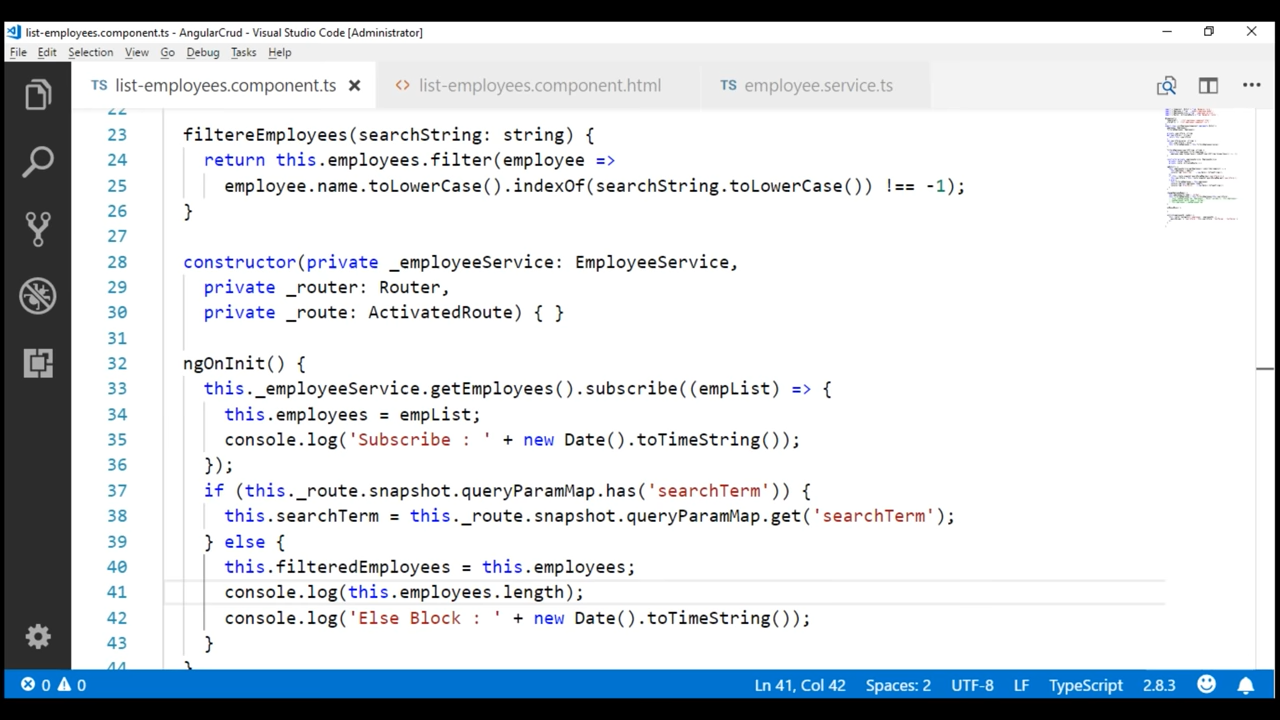 list-employees.component.ts - AngularCrud - Visual Studio Code [Administrator]
File Edit Selection View Go Debug Tasks Help
TS list-employees.component.ts list-employees.component.html TS employee.service.ts
22
23 filtereEmployees(searchString: string) {
24 return this.employees.filter(employee =>
25 employee.name.toLowerCase().indexOf(searchString.toLowerCase()) !== -1);
26 }
27
28 constructor(private _employeeService: EmployeeService,
29 private _router: Router,
30 private _route: ActivatedRoute) { }
31
32 ngOnInit() {
33 this._employeeService.getEmployees().subscribe((empList) => {
34 this.employees = empList;
35 console.log('Subscribe : ' + new Date().toTimeString());
36 });
37 if (this._route.snapshot.queryParamMap.has('searchTerm')) {
38 this.searchTerm = this._route.snapshot.queryParamMap.get('searchTerm');
39 } else {
40 this.filteredEmployees = this.employees;
41 console.log(this.employees.length);
42 console.log('Else Block : ' + new Date().toTimeString());
43 }
44 }
0 0 Ln 41, Col 42 Spaces: 2 UTF-8 LF TypeScript 2.8.3